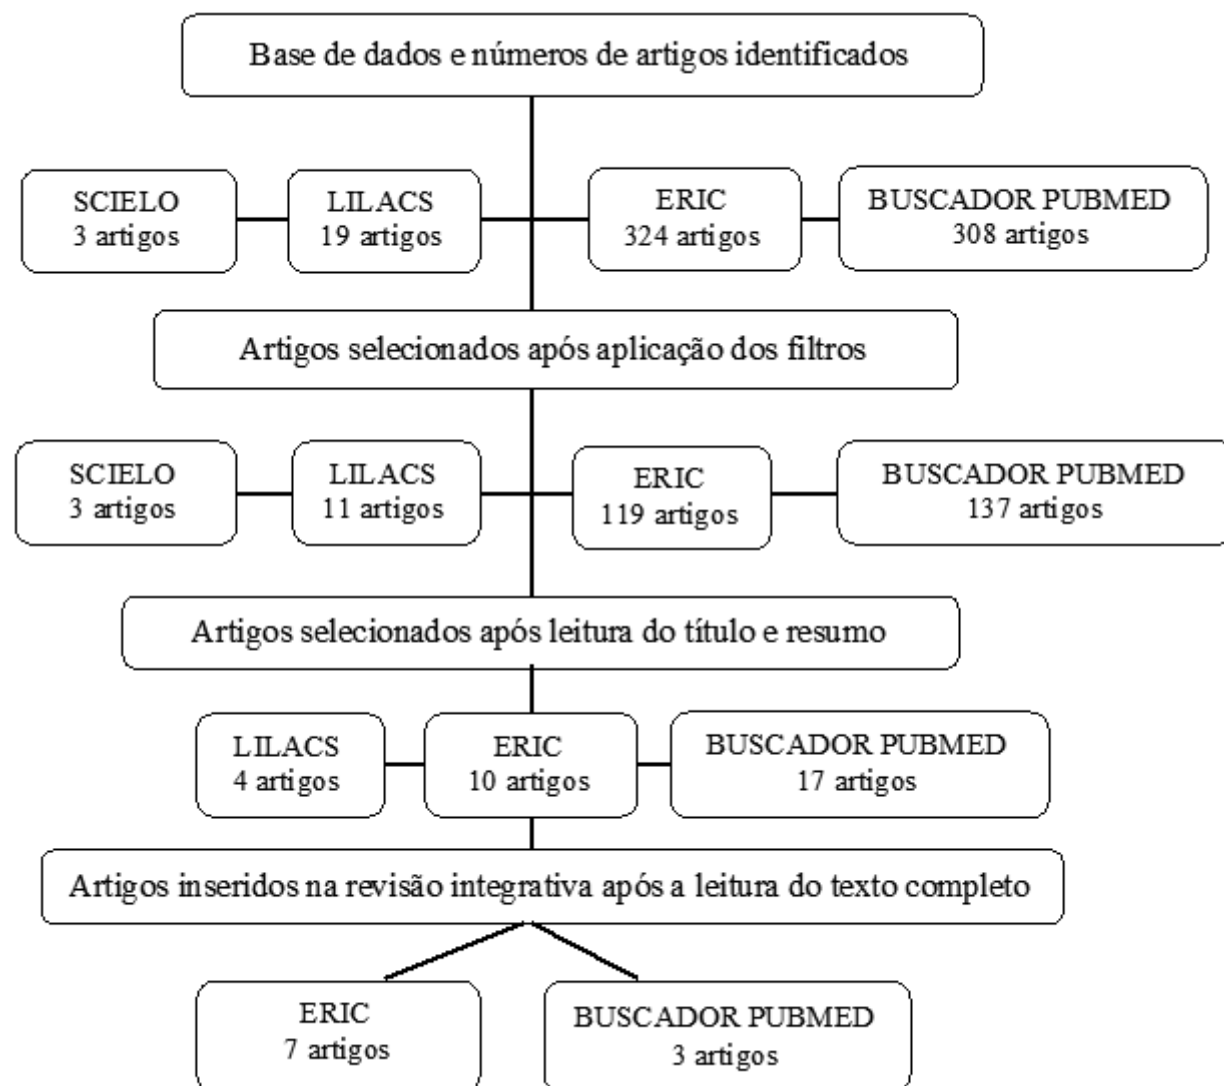 Base de dados e números de artigos identificados
SCIELO
3 artigos
LILACS
19 artigos
ERIC
324 artigos
BUSCADOR PUBMED
308 artigos
Artigos selecionados após aplicação dos filtros
SCIELO
3 artigos
LILACS
11 artigos
ERIC
119 artigos
BUSCADOR PUBMED
137 artigos
Artigos selecionados após leitura do título e resumo
LILACS
4 artigos
ERIC
10 artigos
BUSCADOR PUBMED
17 artigos
Artigos inseridos na revisão integrativa após a leitura do texto completo
ERIC
7 artigos
BUSCADOR PUBMED
3 artigos